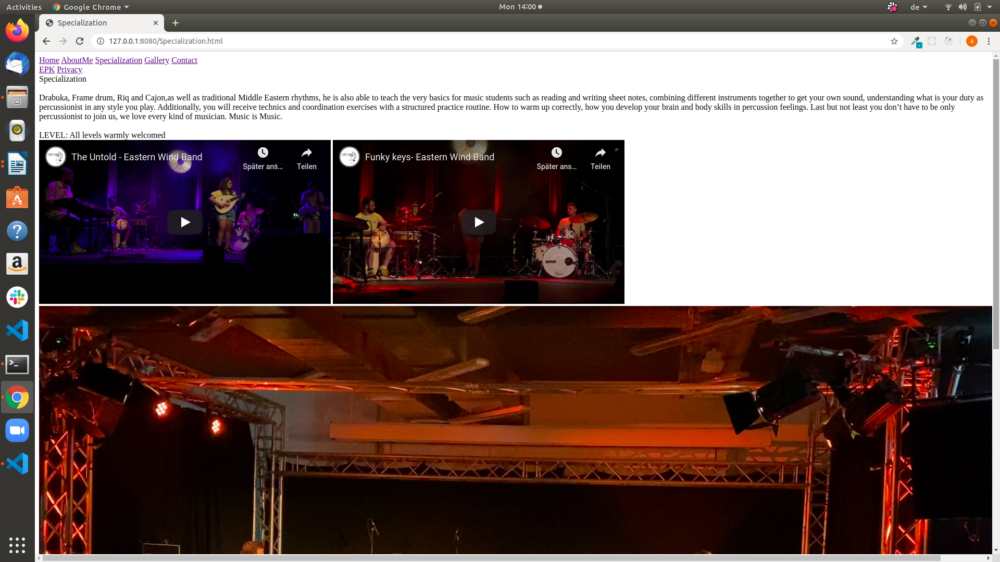 Activities Google Chrome Mon 14:00 de
Specialization
127.0.0.1:8080/Specialization.html a
Home AboutMe Specialization Gallery Contact
EPK Privacy
Specialization
Drabuka, Frame drum, Riq and Cajon,as well as traditional Middle Eastern rhythms, he is also able to teach the very basics for music students such as reading and writing sheet notes, combining different instruments together to get your own sound, understanding what is your duty as
percussionist in any style you play. Additionally, you will receive technics and coordination exercises with a structured practice routine. How to warm up correctly, how you develop your brain and body skills in percussion feelings. Last but not least you don’t have to be only
percussionist to join us, we love every kind of musician. Music is Music.
LEVEL: All levels warmly welcomed
The Untold - Eastern Wind Band
Später ans...
Teilen
Funky keys- Eastern Wind Band
Später ans...
Teilen